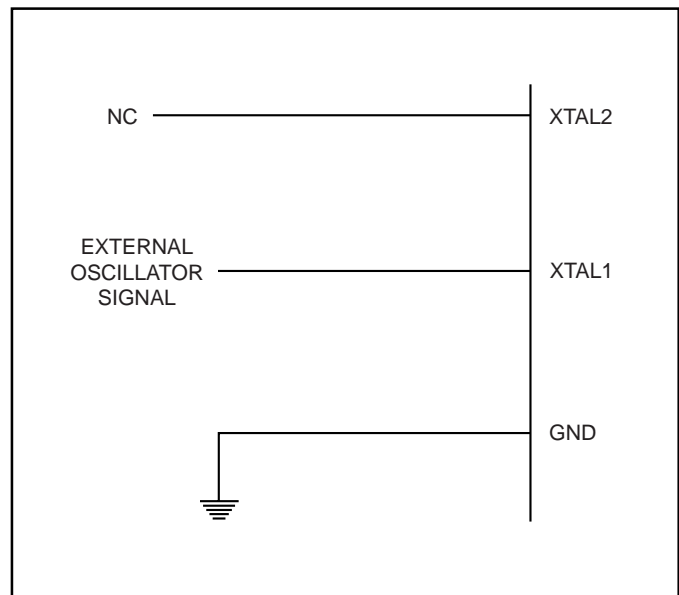 NC
XTAL2
EXTERNAL
OSCILLATOR
SIGNAL
XTAL1
GND